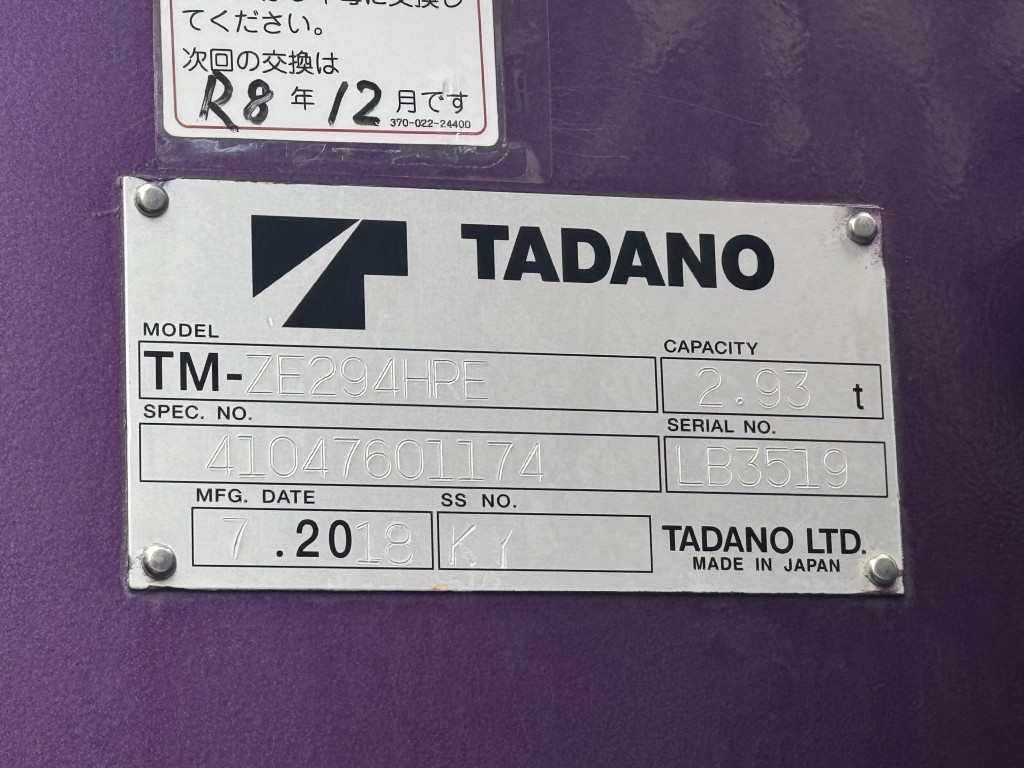 てください。
次回の交換は
R8 年 12 月です
370-022-24400
TADANO
MODEL
TM-ZE294HRE
CAPACITY
2.93 t
SPEC. NO.
41047601174
SERIAL NO.
LB3519
MFG. DATE
7 .2018
SS NO.
KY
TADANO LTD.
MADE IN JAPAN